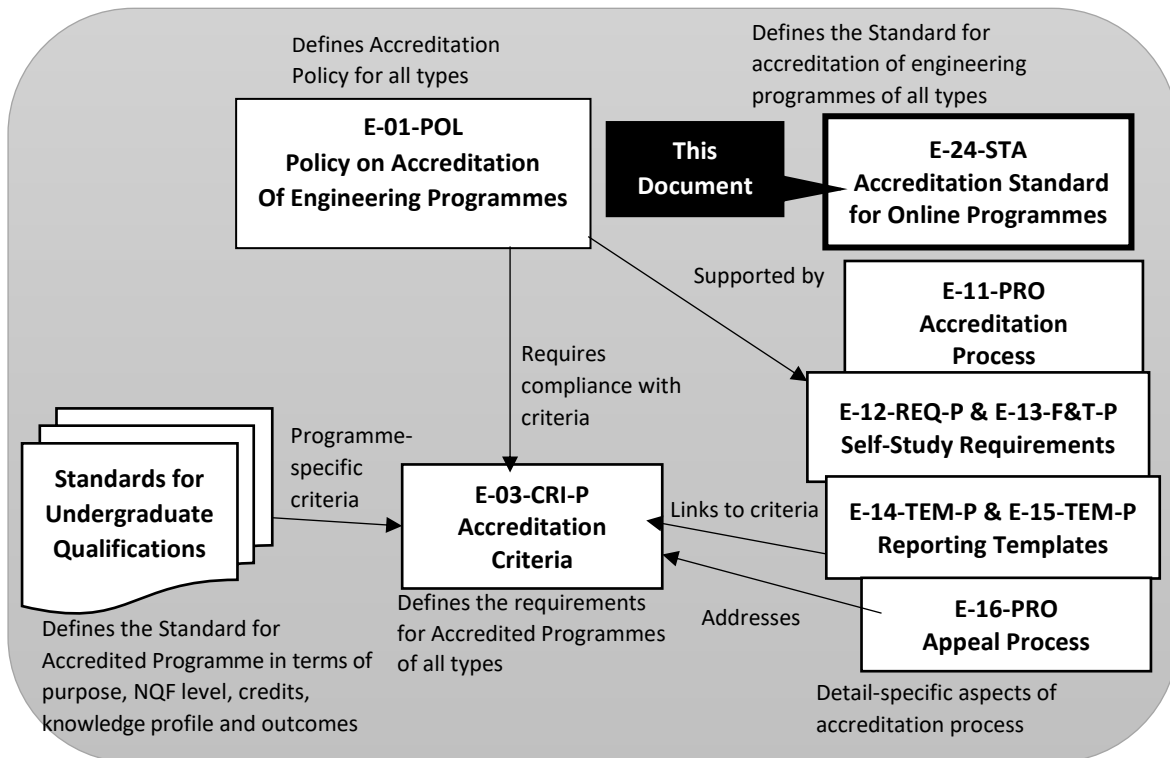 Defines Accreditation
Policy for all types
Defines the Standard for
accreditation of engineering
programmes of all types
E-01-POL
Policy on Accreditation
Of Engineering Programmes
This
Document
E-24-STA
Accreditation Standard
for Online Programmes
Supported by
E-11-PRO
Accreditation
Process
Requires
compliance with
criteria
E-12-REQ-P & E-13-F&T-P
Self-Study Requirements
Programme-
specific
criteria
Standards for
Undergraduate
Qualifications
E-03-CRI-P
Accreditation
Criteria
Links to criteria
E-14-TEM-P & E-15-TEM-P
Reporting Templates
Addresses
E-16-PRO
Appeal Process
Defines the requirements
for Accredited Programmes
of all types
Defines the Standard for
Accredited Programme in terms of
purpose, NQF level, credits,
knowledge profile and outcomes
Detail-specific aspects of
accreditation process